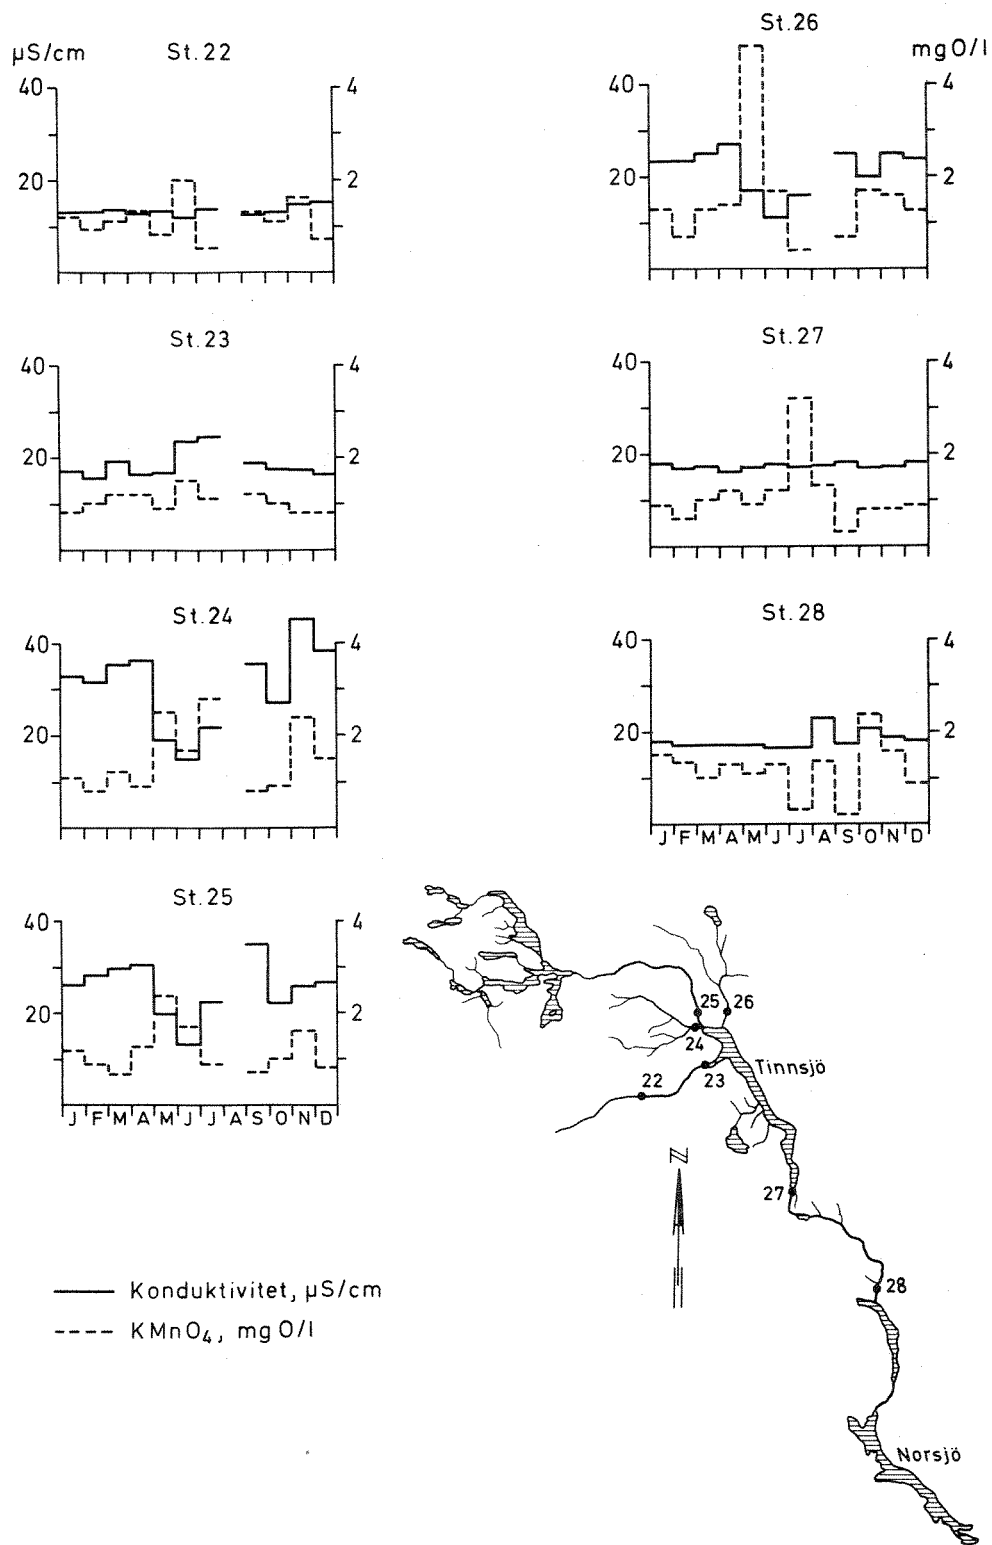 St.22
µS/cm
40
20
4
2
St.26
mgO/l
40
20
4
2
St.23
40
20
4
2
St.27
40
20
4
2
St.24
40
20
4
2
St.28
40
20
4
2
J F M A M J J A S O N D
St.25
40
20
4
2
J F M A M J J A S O N D
25 26
24
Tinnsjö
22 23
N
27
28
Norsjö
Konduktivitet, µS/cm
KMnO₄, mgO/l